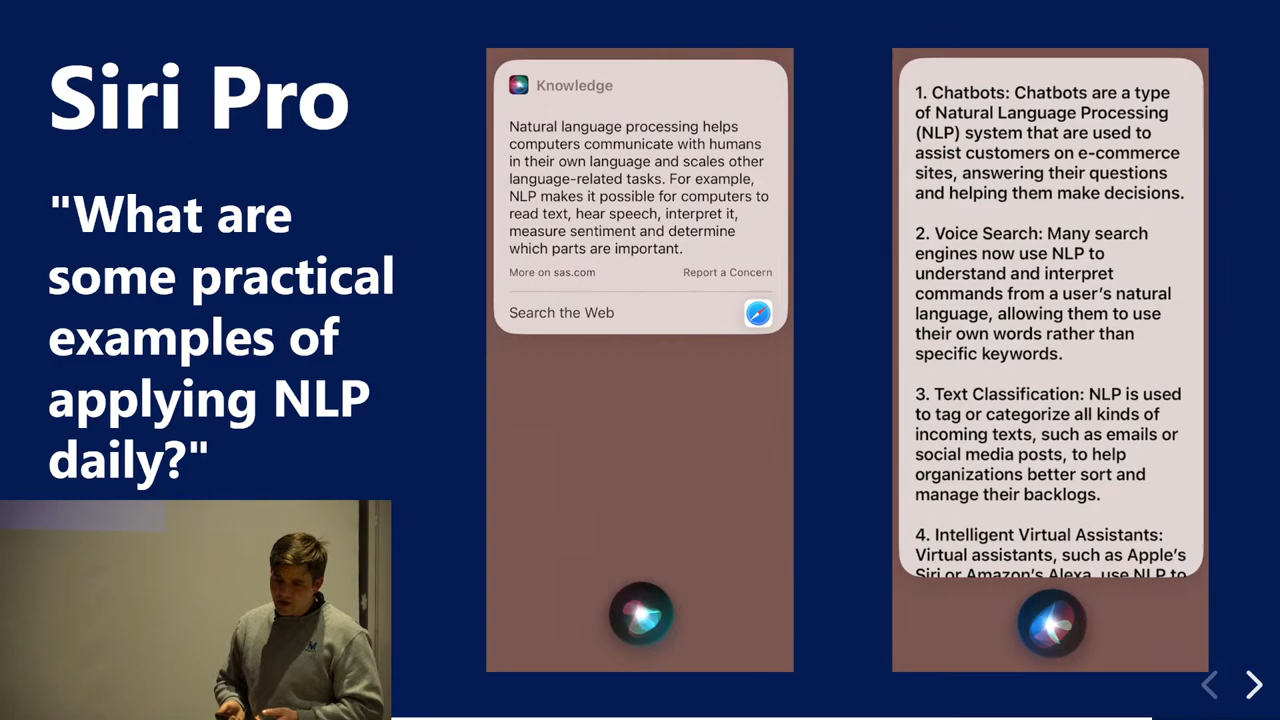 Siri Pro
"What are
some practical
examples of
applying NLP
daily?"
Knowledge
Natural language processing helps
computers communicate with humans
in their own language and scales other
language-related tasks. For example,
NLP makes it possible for computers to
read text, hear speech, interpret it,
measure sentiment and determine
which parts are important.
More on sas.com
Report a Concern
Search the Web
1. Chatbots: Chatbots are a type
of Natural Language Processing
(NLP) system that are used to
assist customers on e-commerce
sites, answering their questions
and helping them make decisions.
2. Voice Search: Many search
engines now use NLP to
understand and interpret
commands from a user's natural
language, allowing them to use
their own words rather than
specific keywords.
3. Text Classification: NLP is used
to tag or categorize all kinds of
incoming texts, such as emails or
social media posts, to help
organizations better sort and
manage their backlogs.
4. Intelligent Virtual Assistants:
Virtual assistants, such as Apple's
Siri or Amazon's Alexa, use NLP to